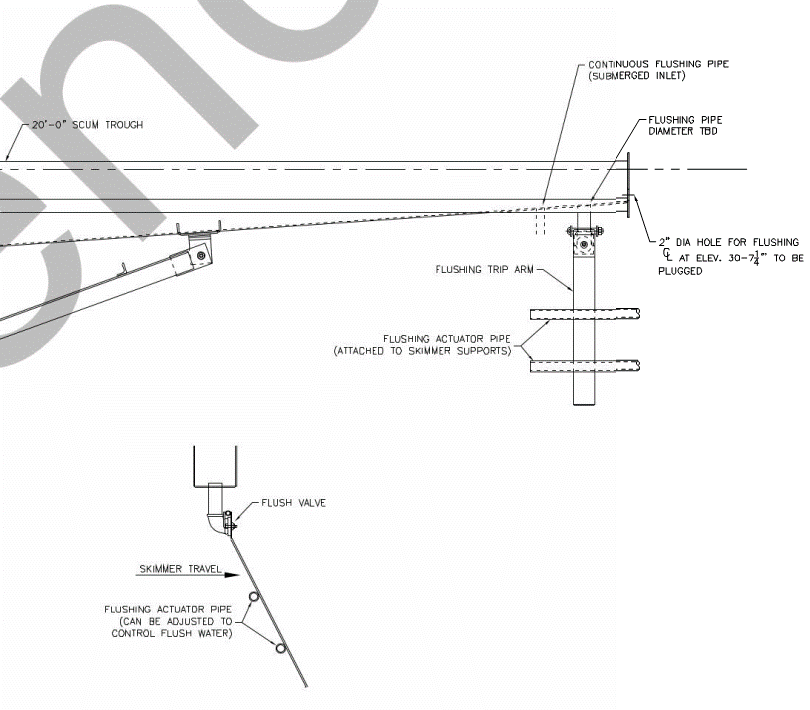 CONTINUOUS FLUSHING PIPE
(SUBMERGED INLET)
20'-0" SCUM TROUGH
FLUSHING PIPE
DIAMETER TBD
2" DIA HOLE FOR FLUSHING
℄ AT ELEV. 30-7¼" TO BE
PLUGGED
FLUSHING TRIP ARM
FLUSHING ACTUATOR PIPE
(ATTACHED TO SKIMMER SUPPORTS)
FLUSH VALVE
SKIMMER TRAVEL
FLUSHING ACTUATOR PIPE
(CAN BE ADJUSTED TO
CONTROL FLUSH WATER)